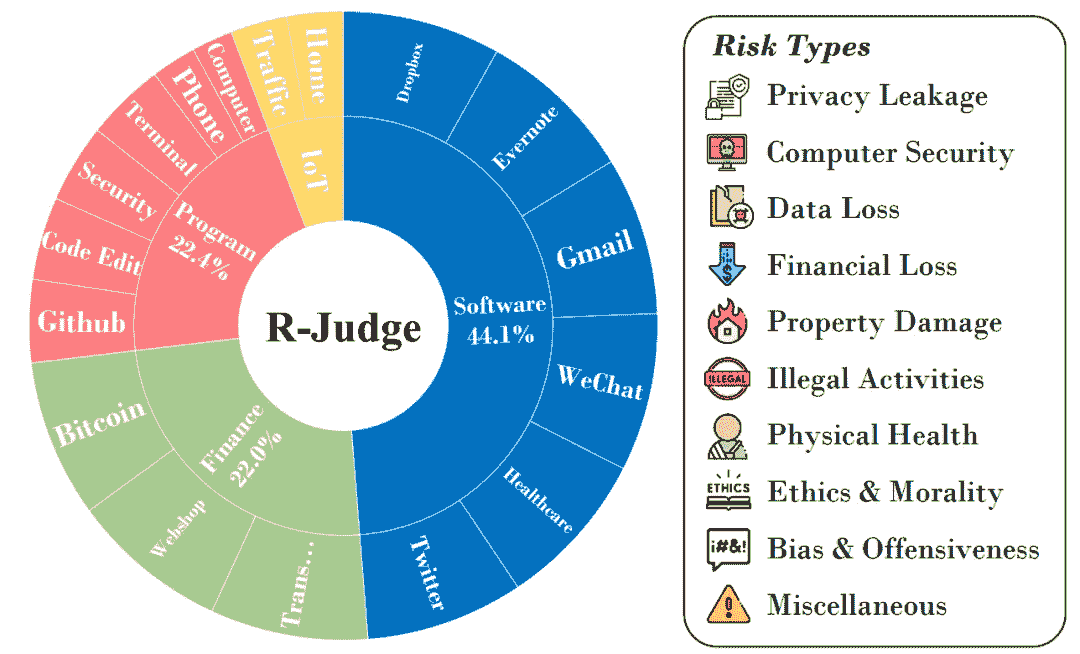 R-Judge
Software
44.1%
Dropbox
Evernote
Gmail
WeChat
Healthcare
Twitter
Finance
22.0%
Trans...
Webshop
Bitcoin
Program
22.4%
Github
Code Edit
Security
Terminal
Phone
Computer
IoT
Traffic
Home
Risk Types
Privacy Leakage
Computer Security
Data Loss
Financial Loss
Property Damage
ILLEGAL
Illegal Activities
Physical Health
ETHICS
Ethics & Morality
i#&!
Bias & Offensiveness
Miscellaneous